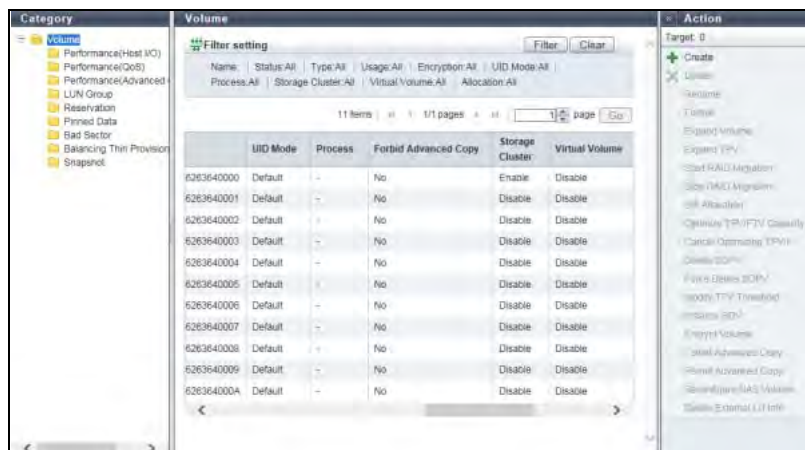 Category
Volume
Performance(Host I/O)
Performance(QoS)
Performance(Advanced
LUN Group
Reservation
Pinned Data
Bad Sector
Balancing Thin Provision
Snapshot
Volume
Filter setting
Filter Clear
Name: Status:All Type:All Usage:All Encryption:All UID Mode:All
Process:All Storage Cluster:All Virtual Volume:All Allocation:All
11 items 1/1 pages 1 page Go
UID Mode Process Forbid Advanced Copy Storage Cluster Virtual Volume
6263640000 Default - No Enable Disable
6263640001 Default - No Disable Disable
6263640002 Default - No Disable Disable
6263640003 Default - No Disable Disable
6263640004 Default - No Disable Disable
6263640005 Default - No Disable Disable
6263640006 Default - No Disable Disable
6263640007 Default - No Disable Disable
6263640008 Default - No Disable Disable
6263640009 Default - No Disable Disable
626364000A Default - No Disable Disable
Action
Target: 0
Create
Delete
Rename
Format
Expand Volume
Expand TPV
Start RAID Migration
Stop RAID Migration
Set Allocation
Optimize TPV/FTV Capacity
Cancel Optimizing TPV/F
Delete SDPV
Force Delete SDPV
Modify TPV Threshold
Encrypt Volume
Forbid Advanced Copy
Permit Advanced Copy
Reconfigure NAS Volume
Delete External LU Info